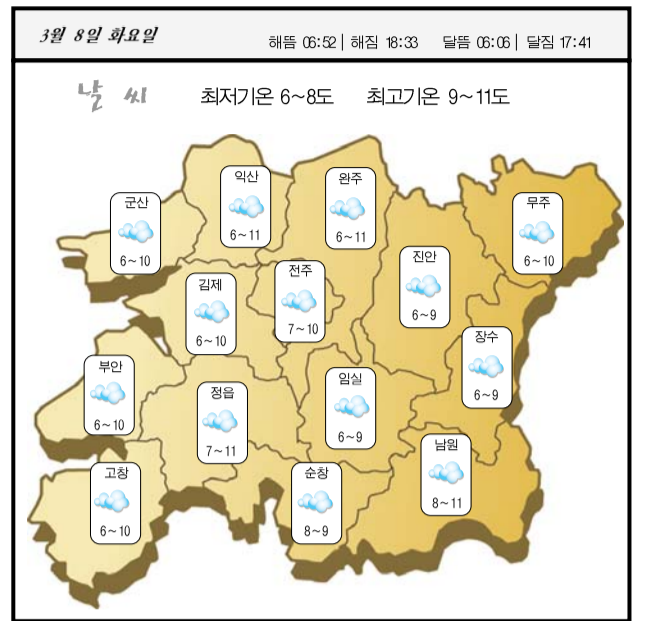 3월 8일 화요일
해뜸 06:52 | 해짐 18:33 달뜸 06:06 | 달짐 17:41
날 씨 최저기온 6~8도 최고기온 9~11도
익산
6~11
완주
6~11
군산
6~10
무주
6~10
진안
6~9
전주
7~10
김제
6~10
장수
6~9
부안
6~10
임실
6~9
정읍
7~11
남원
8~11
고창
6~10
순창
8~9